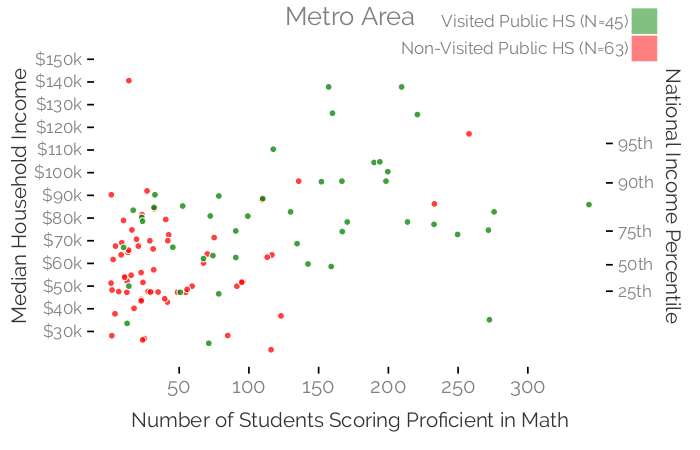 Metro Area
Visited Public HS (N=45)
Non-Visited Public HS (N=63)
Median Household Income
$150k
$140k
$130k
$120k
$110k
$100k
$90k
$80k
$70k
$60k
$50k
$40k
$30k
National Income Percentile
95th
90th
75th
50th
25th
50 100 150 200 250 300
Number of Students Scoring Proficient in Math